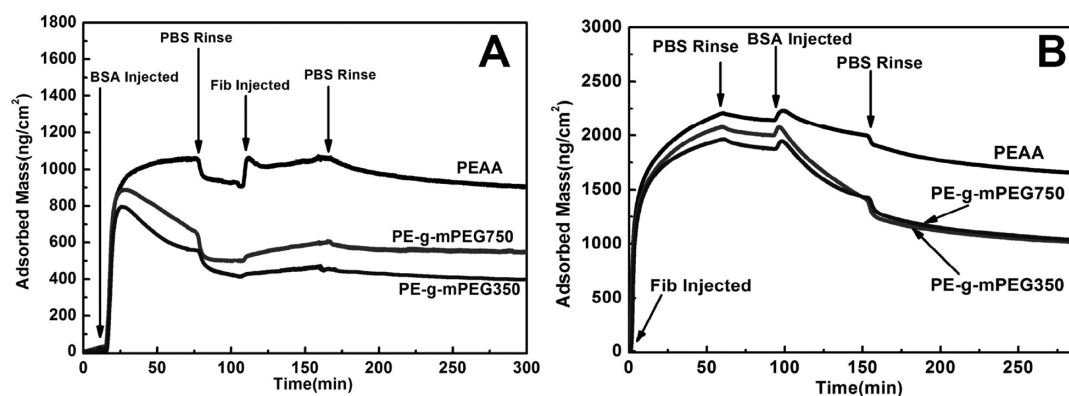 A
Adsorbed Mass(ng/cm²)
1800
1600
1400
1200
1000
800
600
400
200
0
PBS Rinse
BSA Injected
Fib Injected
PBS Rinse
PEAA
PE-g-mPEG750
PE-g-mPEG350
0
50
100
150
200
250
300
Time(min)
B
Adsorbed Mass(ng/cm²)
3000
2500
2000
1500
1000
500
0
PBS Rinse
BSA Injected
PBS Rinse
PEAA
PE-g-mPEG750
PE-g-mPEG350
Fib Injected
0
50
100
150
200
250
Time(min)